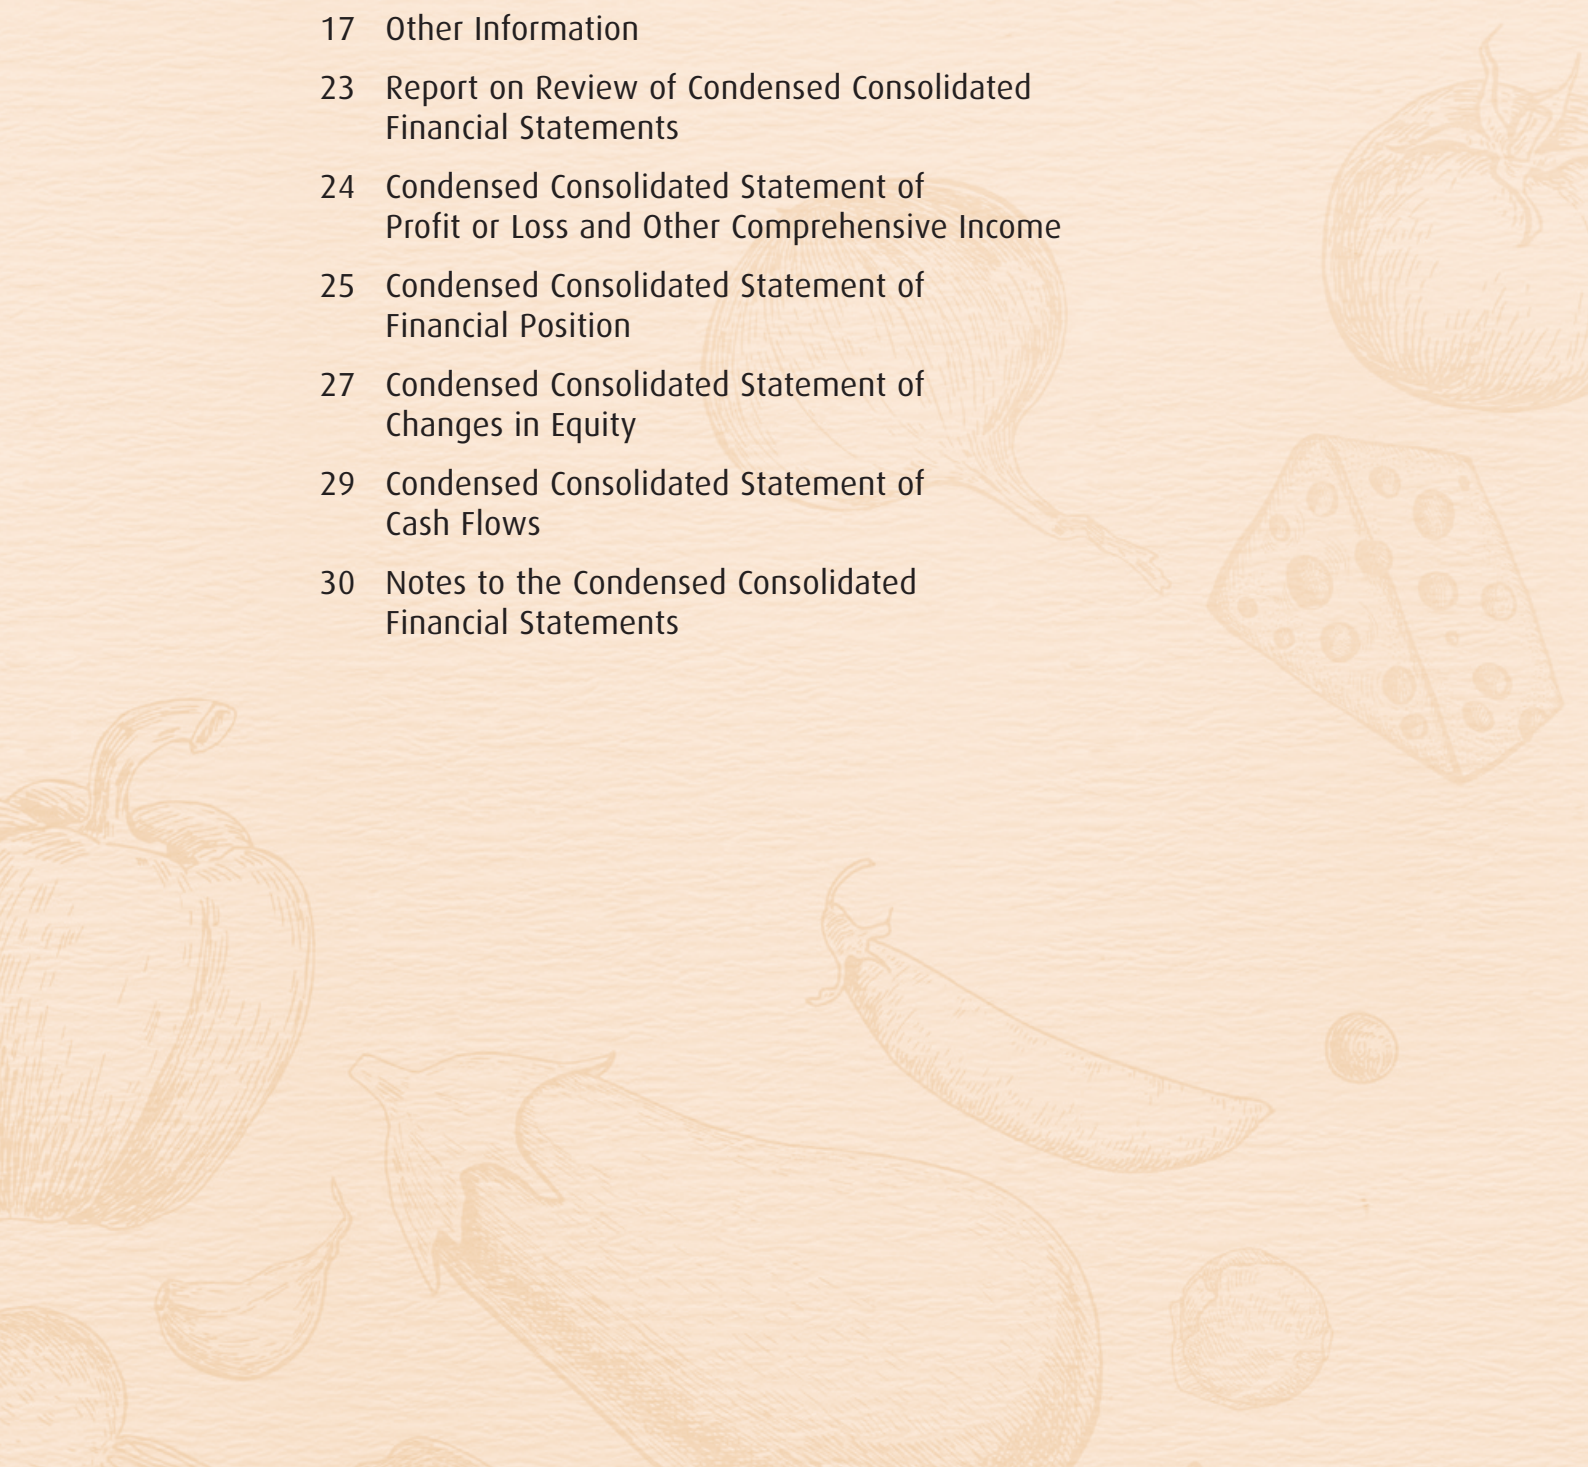 17 Other Information
23 Report on Review of Condensed Consolidated
Financial Statements
24 Condensed Consolidated Statement of
Profit or Loss and Other Comprehensive Income
25 Condensed Consolidated Statement of
Financial Position
27 Condensed Consolidated Statement of
Changes in Equity
29 Condensed Consolidated Statement of
Cash Flows
30 Notes to the Condensed Consolidated
Financial Statements